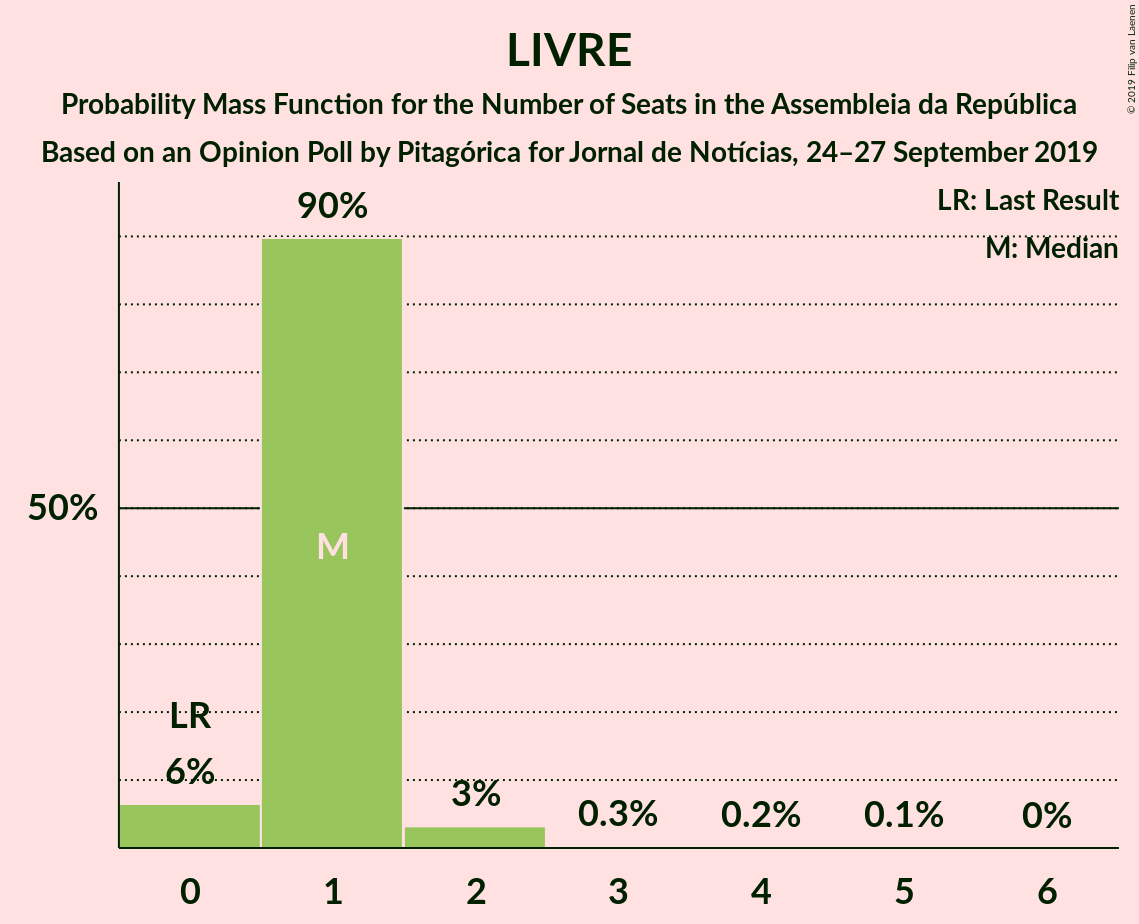 LIVRE
Probability Mass Function for the Number of Seats in the Assembleia da República
Based on an Opinion Poll by Pitagórica for Jornal de Notícias, 24–27 September 2019
© 2019 Filip van Laenen
LR: Last Result
M: Median
90%
50%
M
LR
6%
3%
0.3%
0.2%
0.1%
0%
0 1 2 3 4 5 6